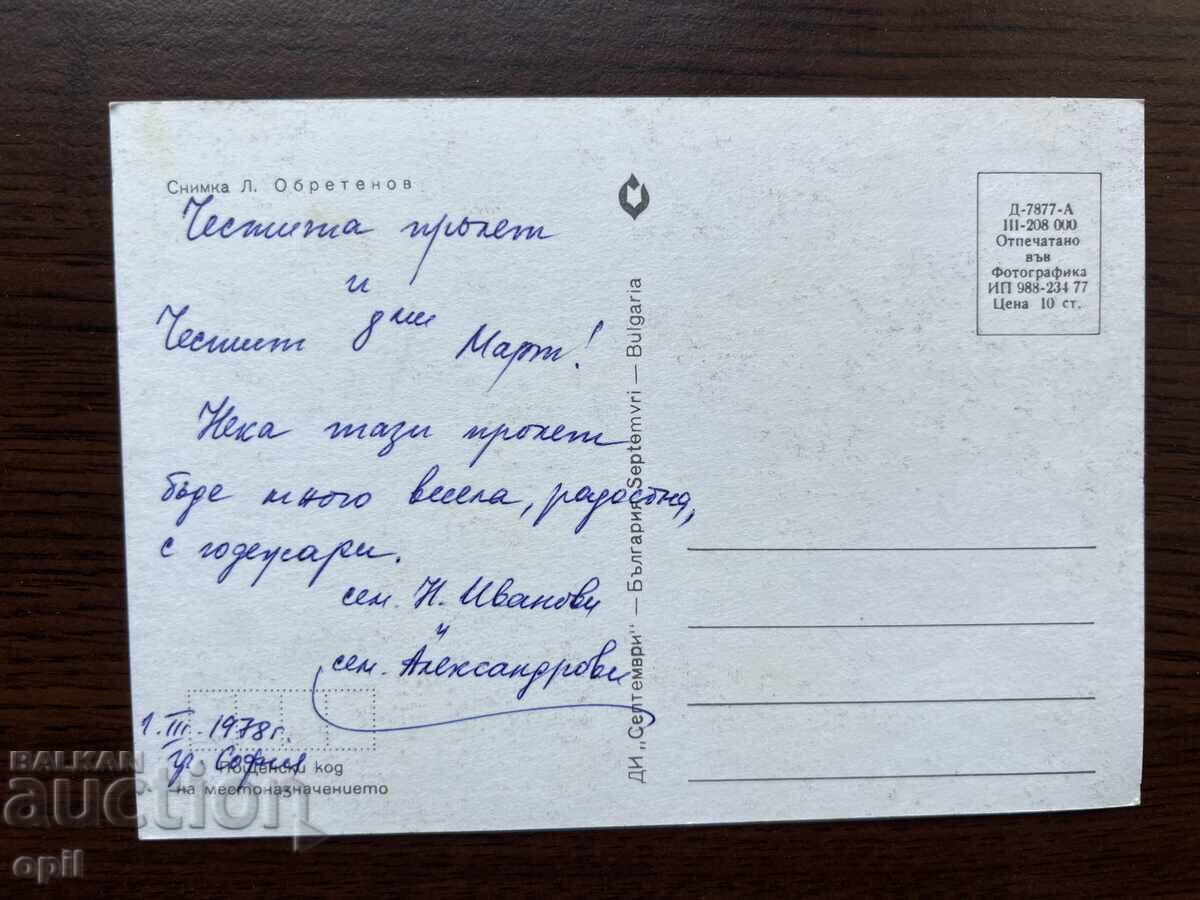 Снимка Л. Обретенов
Честита пролет
и
Честит 8ми Март!
Нека тази пролет
бъде много весела, радостна,
с годежари.
сем. Н. Иванови
и
сем. Александрови
1.III.1978г.
гр. София
Пощенски код
на местоназначението
ДИ „Септември" — България Septemvri — Bulgaria
Д-7877-А
III-208 000
Отпечатано
във
Фотографика
ИП 988-234 77
Цена 10 ст.
BALKAN
auction
opil